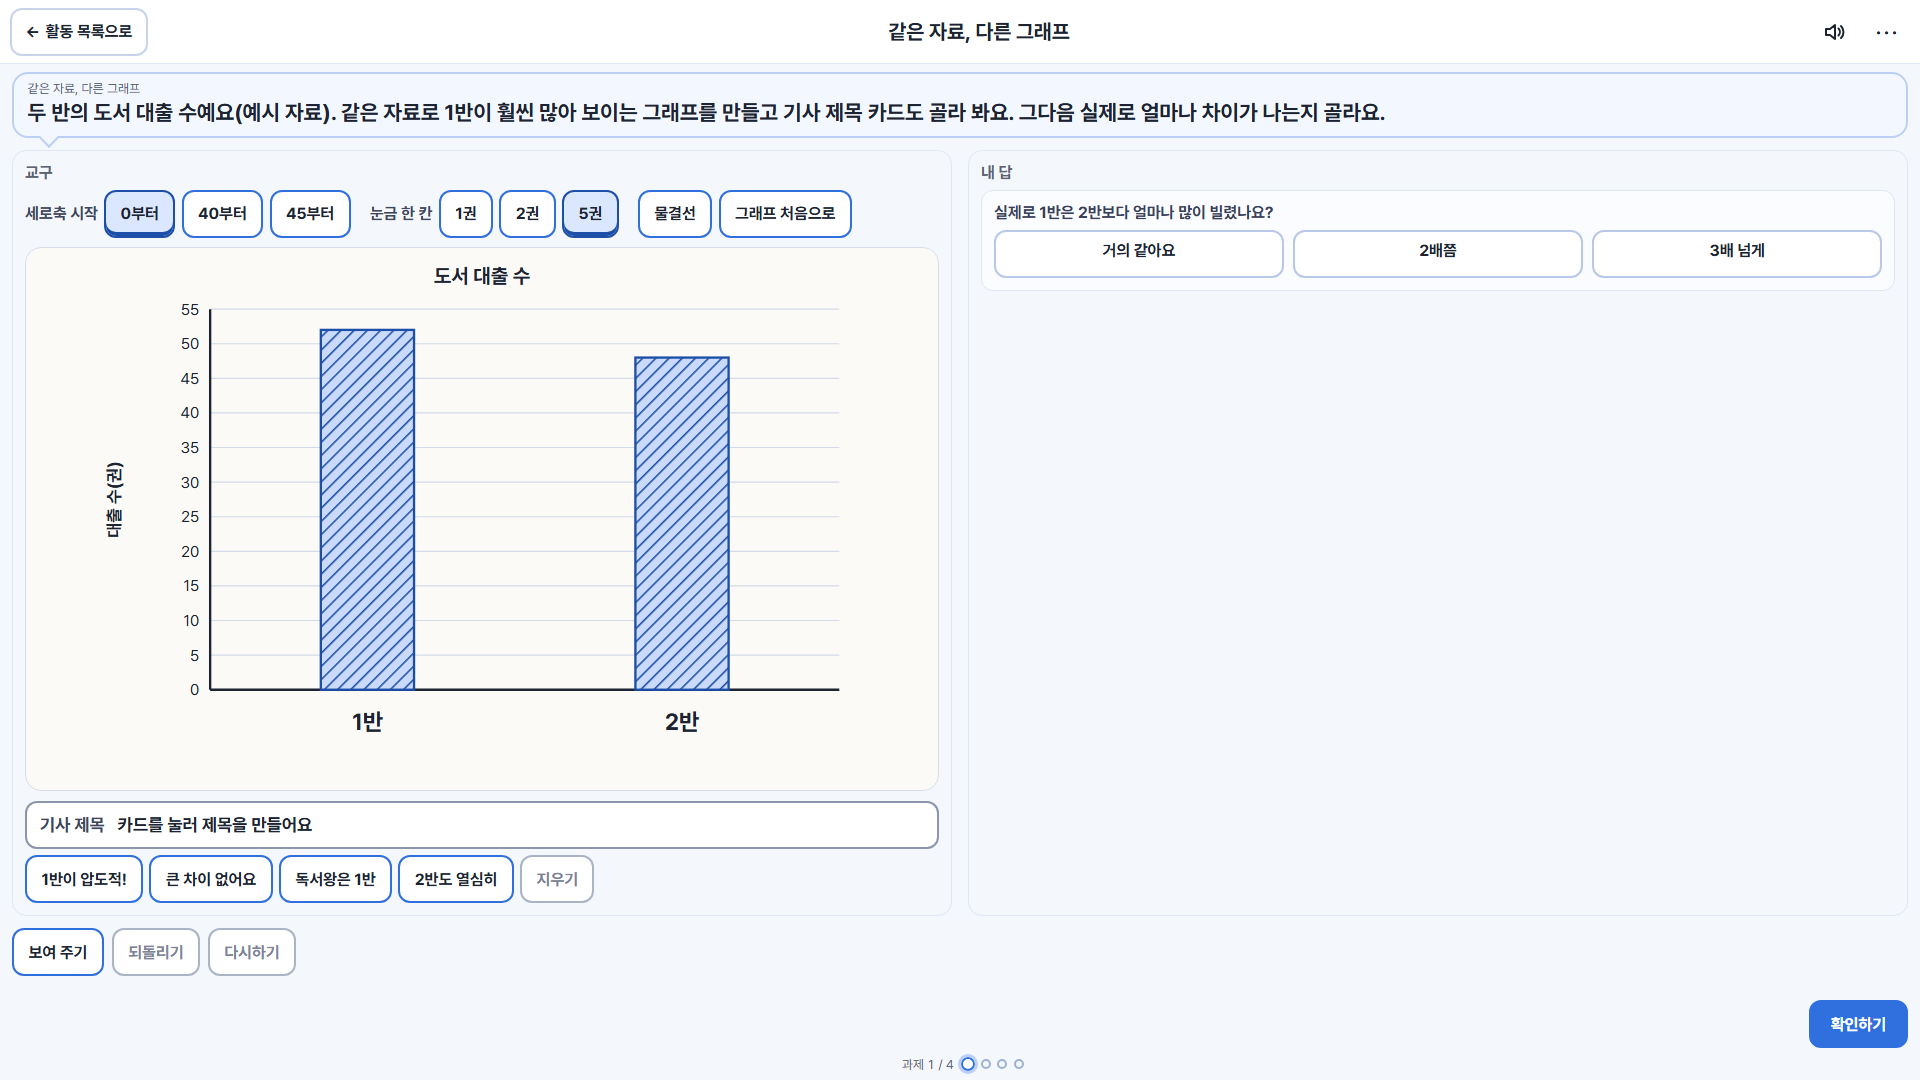 ← 활동 목록으로
같은 자료, 다른 그래프
같은 자료, 다른 그래프
두 반의 도서 대출 수예요(예시 자료). 같은 자료로 1반이 훨씬 많아 보이는 그래프를 만들고 기사 제목 카드도 골라 봐요. 그다음 실제로 얼마나 차이가 나는지 골라요.
교구
세로축 시작 0부터 40부터 45부터 눈금 한 칸 1권 2권 5권 물결선 그래프 처음으로
도서 대출 수
55
50
45
40
35
30
25
20
15
10
5
0
대출 수(권)
1반 2반
기사 제목 카드를 눌러 제목을 만들어요
1반이 압도적! 큰 차이 없어요 독서왕은 1반 2반도 열심히 지우기
내 답
실제로 1반은 2반보다 얼마나 많이 빌렸나요?
거의 같아요 2배쯤 3배 넘게
보여 주기 되돌리기 다시하기
확인하기
과제 1 / 4